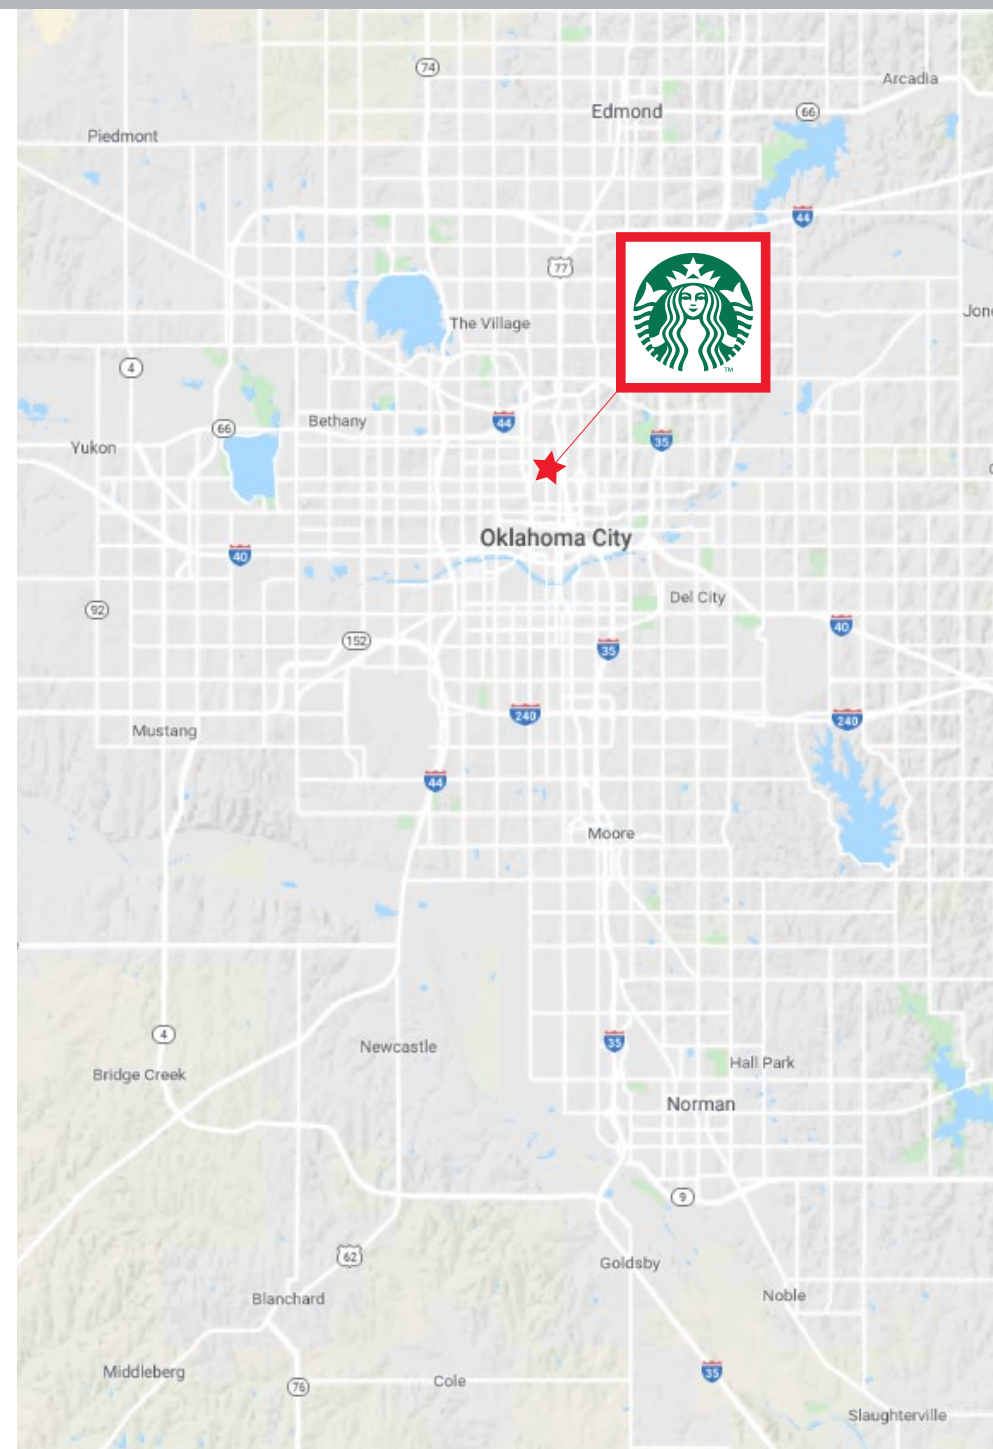 74
Arcadia
Edmond
66
Piedmont
44
77
The Village
TM
4
Bethany
44
66
35
Yukon
Oklahoma City
40
Del City
92
40
152
35
240
240
Mustang
44
Moore
4
35
Newcastle
Hall Park
Bridge Creek
Norman
9
62
Goldsby
Noble
Blanchard
Middleberg
35
76
Cole
Slaughterville